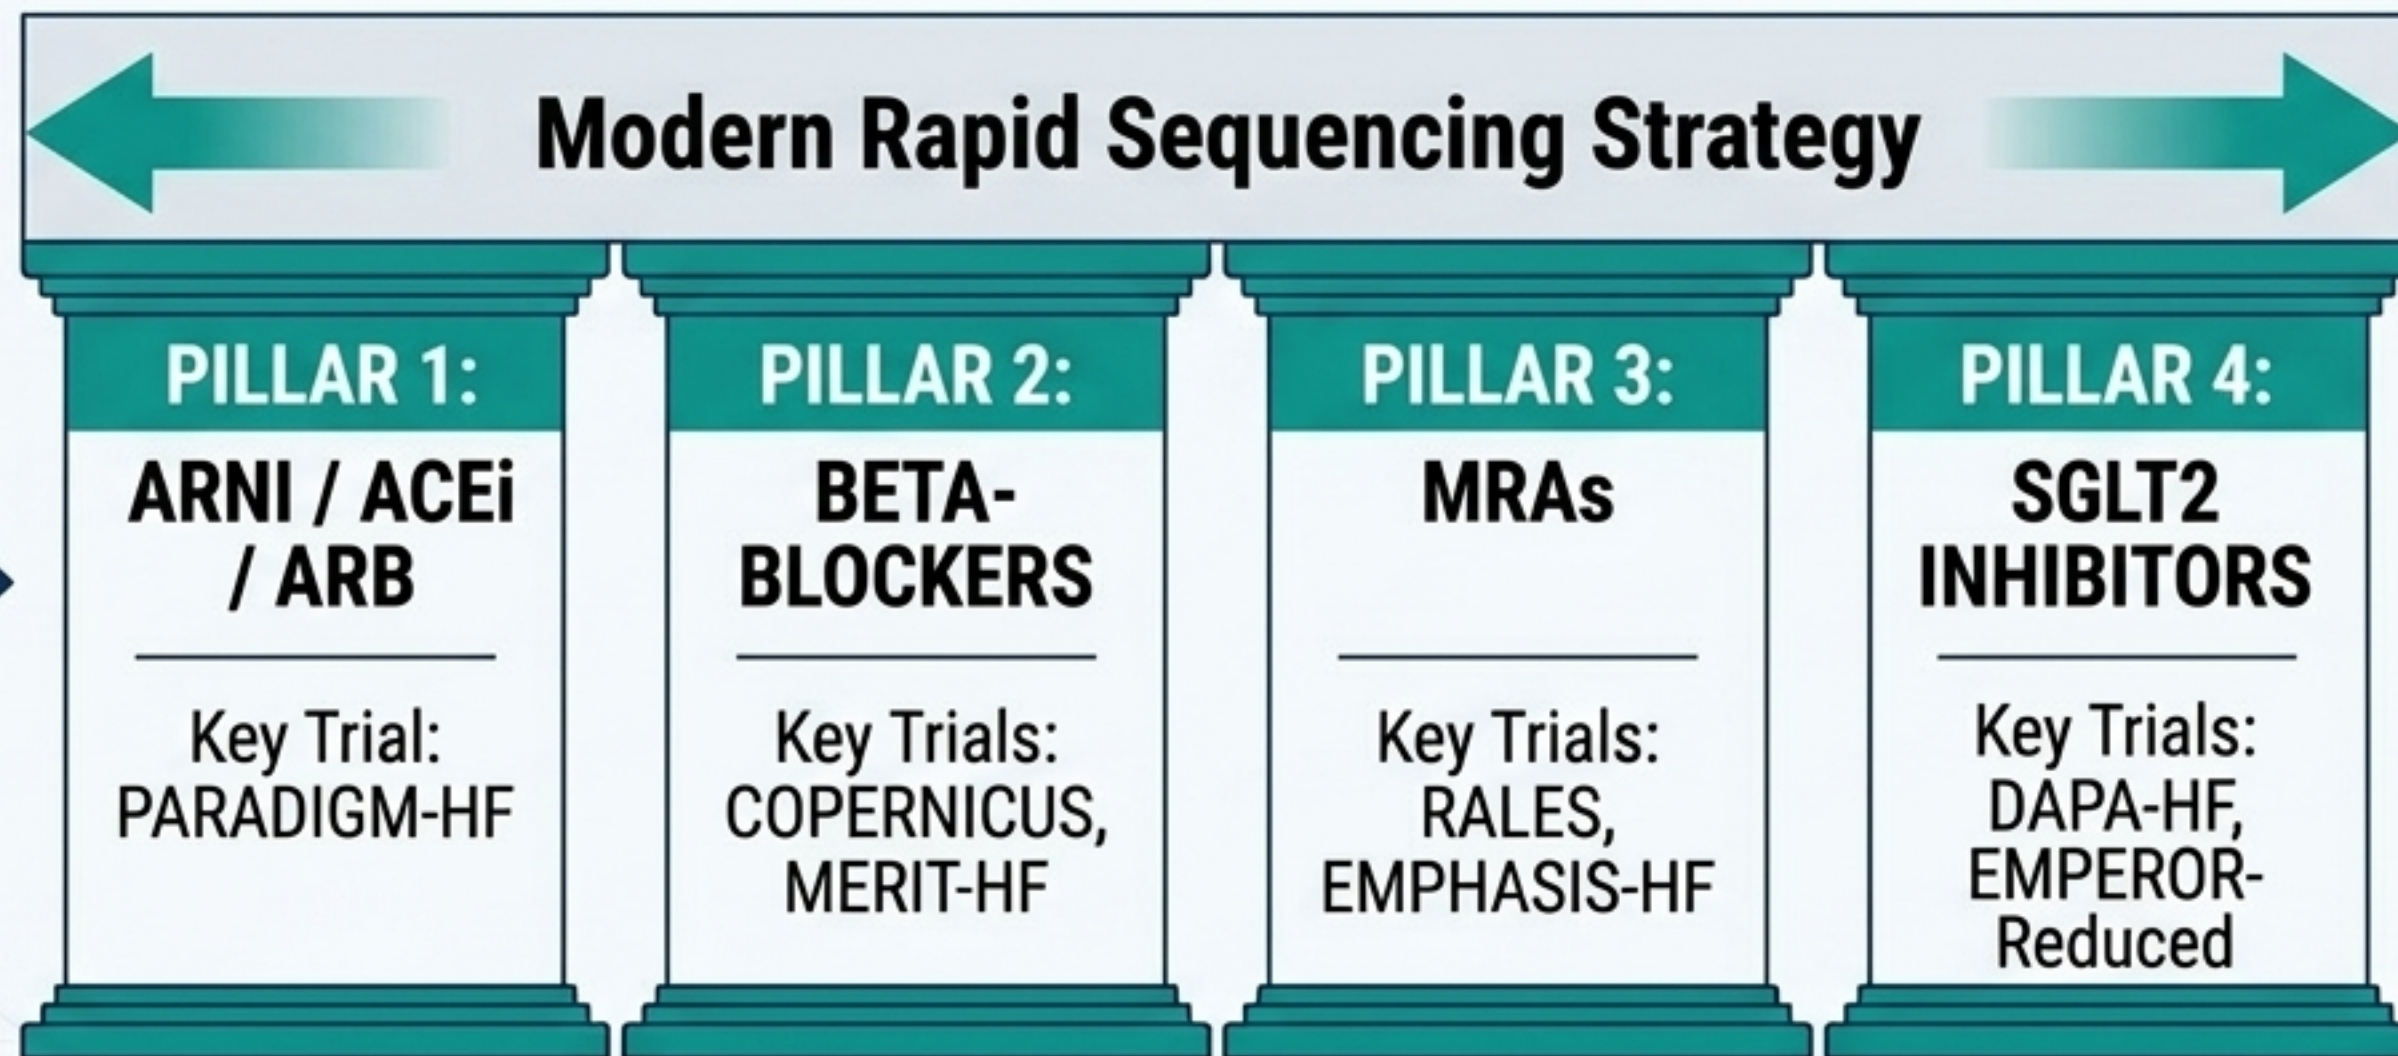 Modern Rapid Sequencing Strategy
PILLAR 1:
ARNI / ACEi
/ ARB
Key Trial:
PARADIGM-HF
PILLAR 2:
BETA-
BLOCKERS
Key Trials:
COPERNICUS,
MERIT-HF
PILLAR 3:
MRAs
Key Trials:
RALES,
EMPHASIS-HF
PILLAR 4:
SGLT2
INHIBITORS
Key Trials:
DAPA-HF,
EMPEROR-
Reduced